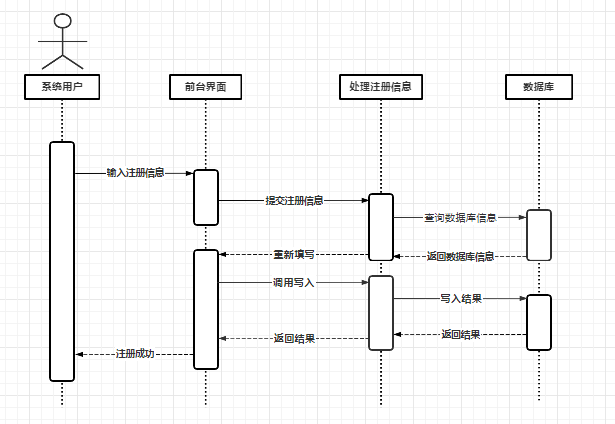 系统用户
前台界面
处理注册信息
数据库
输入注册信息
提交注册信息
查询数据库信息
重新填写
返回数据库信息
调用写入
写入结果
返回结果
返回结果
注册成功